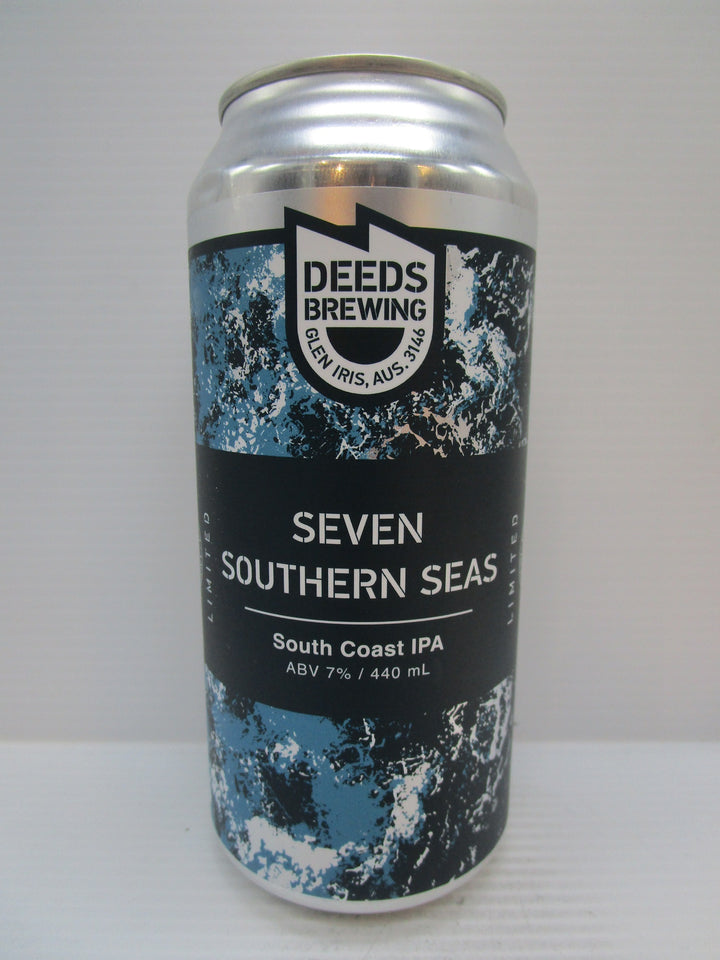 DEEDS
BREWING
GLEN IRIS, AUS. 3146
SEVEN
SOUTHERN SEAS
South Coast IPA
ABV 7% / 440 mL
LIMITED
LIMITED